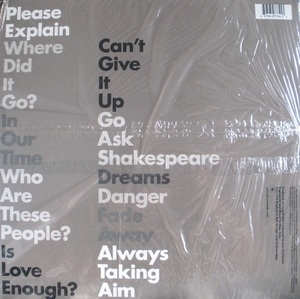 Please
Explain
Where
Did
It
Go?
In
Our
Time
Who
Are
These
People?
Is
Love
Enough?
Can't
Give
It
Up
Go
Ask
Shakespeare
Dreams
Danger
Fade
Away
Always
Taking
Aim